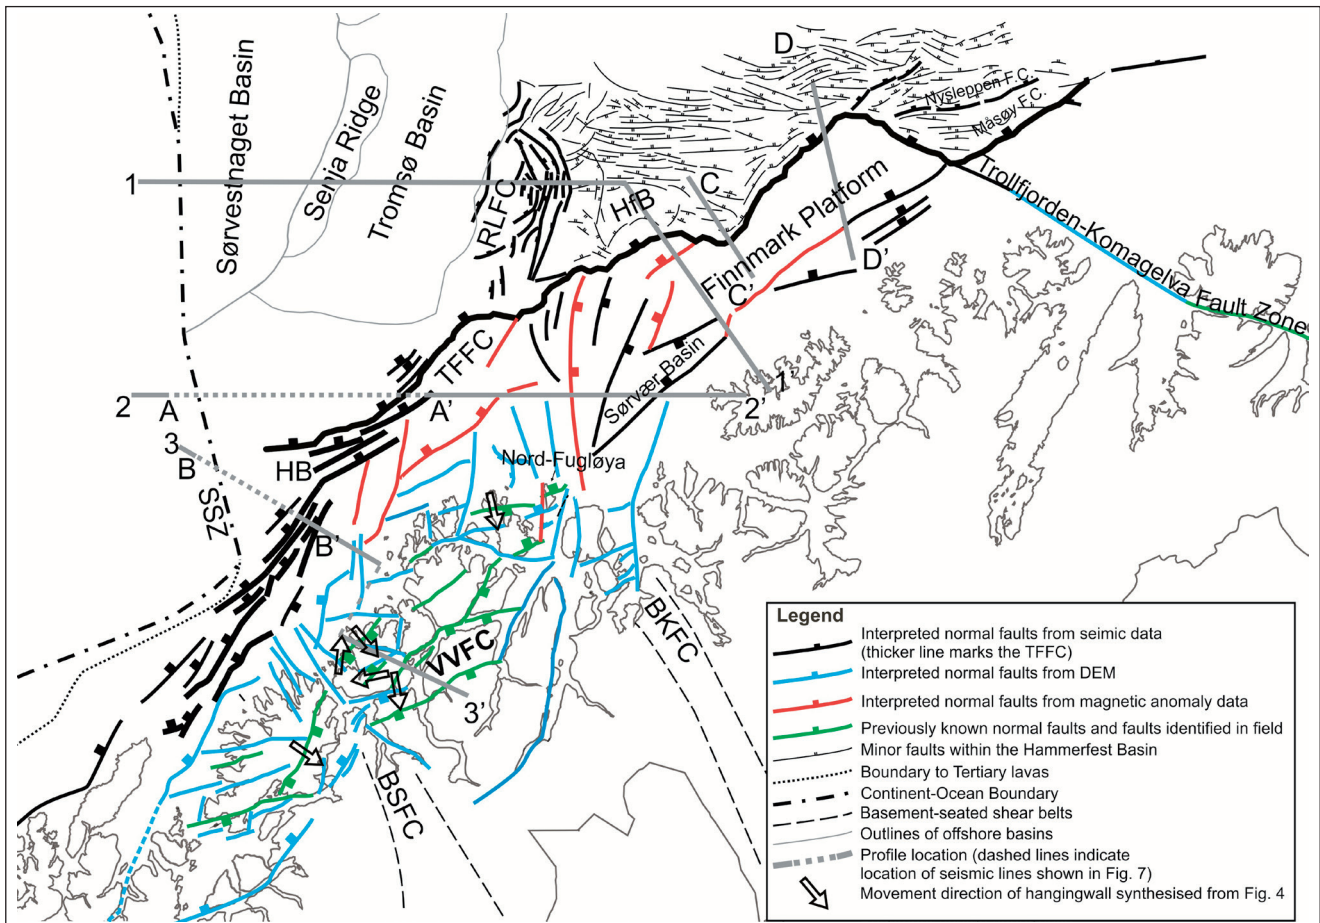 D
Nysleppen F.C.
Måsøy F.C.
Sørvestsnaget Basin
Senja Ridge
Tromsø Basin
1
RLFC
HfB
C
Trollfjorden-Komagelva Fault Zone
Finnmark Platform
D'
C'
TFFC
Sørvær Basin
1'
2
A
A'
2'
3
B
HB
Nord-Fugløya
SSZ
B'
BKFC
VVFC
3'
BSFC
Legend
Interpreted normal faults from seimic data
(thicker line marks the TFFC)
Interpreted normal faults from DEM
Interpreted normal faults from magnetic anomaly data
Previously known normal faults and faults identified in field
Minor faults within the Hammerfest Basin
Boundary to Tertiary lavas
Continent-Ocean Boundary
Basement-seated shear belts
Outlines of offshore basins
Profile location (dashed lines indicate
location of seismic lines shown in Fig. 7)
Movement direction of hangingwall synthesised from Fig. 4